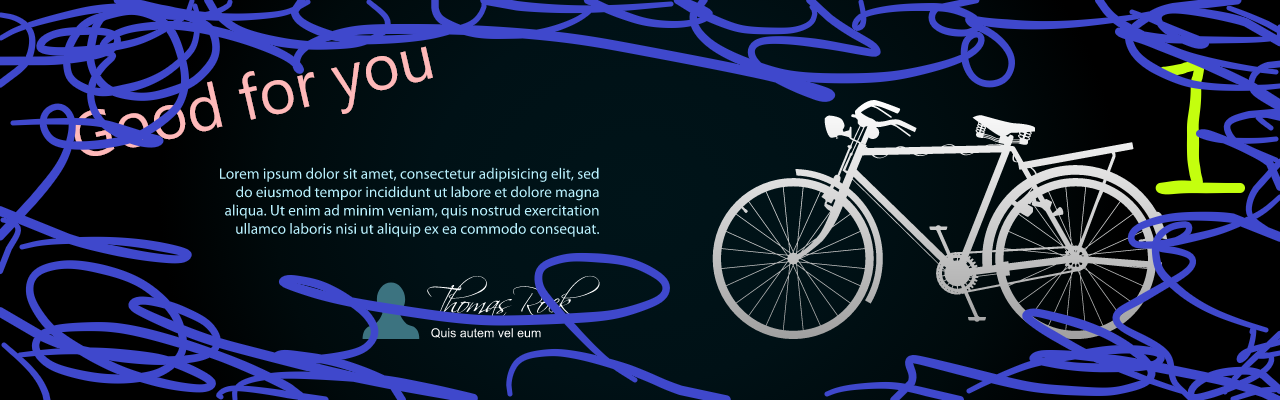 Good for you
1
Lorem ipsum dolor sit amet, consectetur adipisicing elit, sed
do eiusmod tempor incididunt ut labore et dolore magna
aliqua. Ut enim ad minim veniam, quis nostrud exercitation
ullamco laboris nisi ut aliquip ex ea commodo consequat.
Thomas Rock
Quis autem vel eum